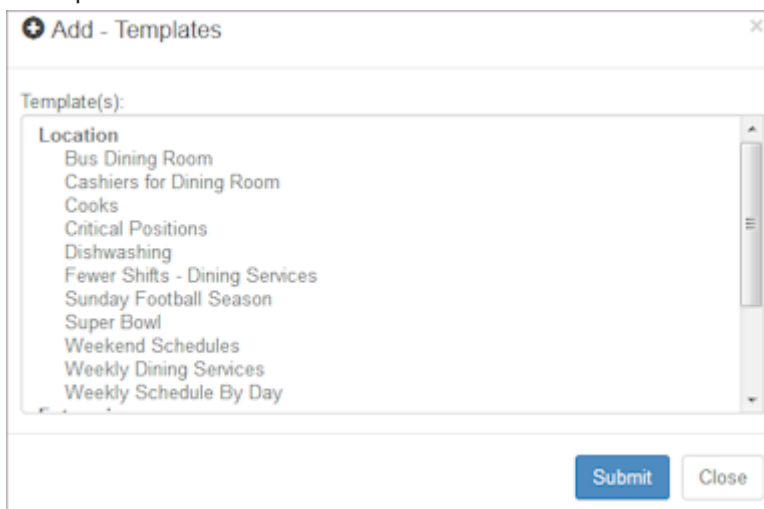 Add - Templates
×
Template(s):
Location
Bus Dining Room
Cashiers for Dining Room
Cooks
Critical Positions
Dishwashing
Fewer Shifts - Dining Services
Sunday Football Season
Super Bowl
Weekend Schedules
Weekly Dining Services
Weekly Schedule By Day
Submit Close